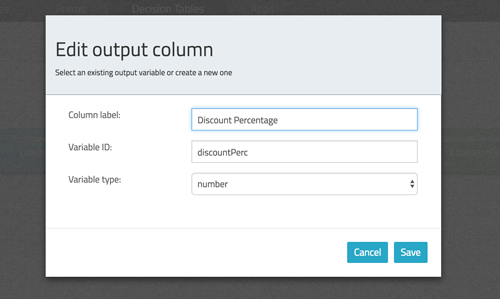 Forms Decision Tables Apps
Edit output column
Select an existing output variable or create a new one
Column label:
Discount Percentage
Variable ID:
discountPerc
Variable type:
number
Cancel Save